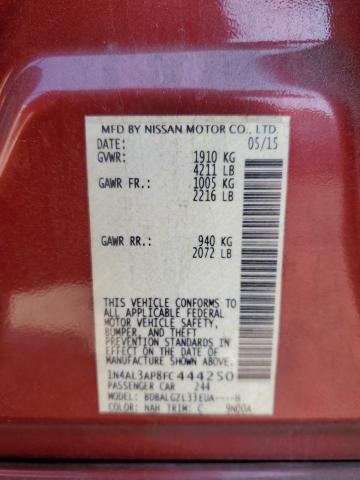 MFD BY NISSAN MOTOR CO., LTD.
DATE: 05/15
GVWR: 1910 KG
4211 LB
GAWR FR.: 1005 KG
2216 LB
GAWR RR.: 940 KG
2072 LB
THIS VEHICLE CONFORMS TO
ALL APPLICABLE FEDERAL
MOTOR VEHICLE SAFETY,
BUMPER, AND THEFT
PREVENTION STANDARDS IN
EFFECT ON THE DATE OF
MANUFACTURE SHOWN ABOVE.
1N4AL3AP8FC444250
PASSENGER CAR 244
MODEL: BDBALGZL33EUA----H
COLOR: NAH TRIM: C 9N00A